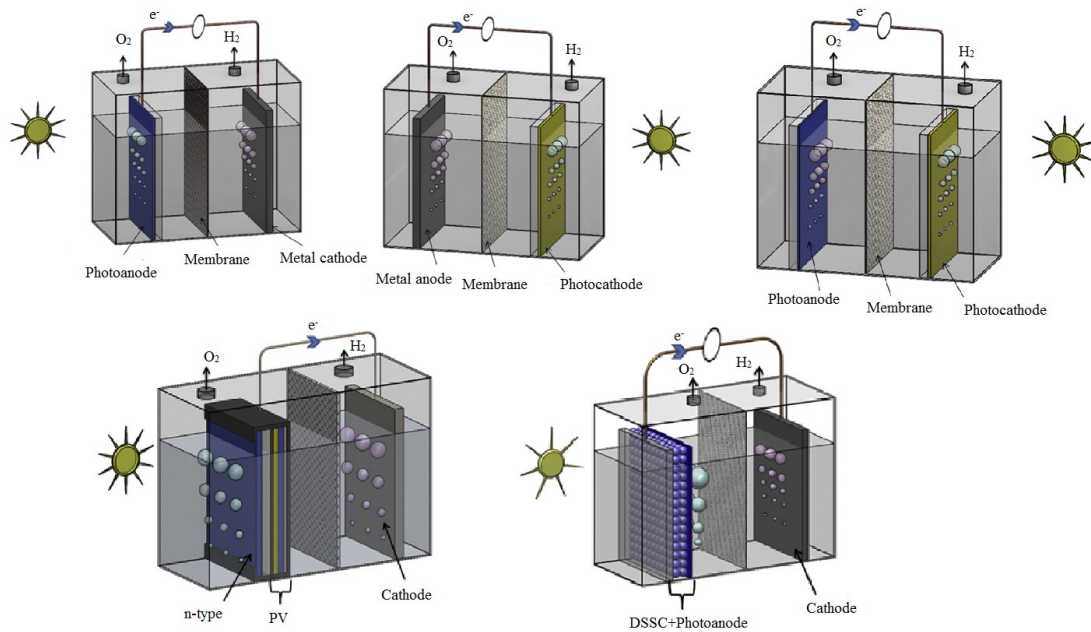 e-
O2
H2
Photoanode
Membrane
Metal cathode
e-
O2
H2
Metal anode
Membrane
Photocathode
e-
O2
H2
Photoanode
Membrane
Photocathode
e-
O2
H2
n-type
PV
Cathode
e-
O2
H2
DSSC+Photoanode
Cathode